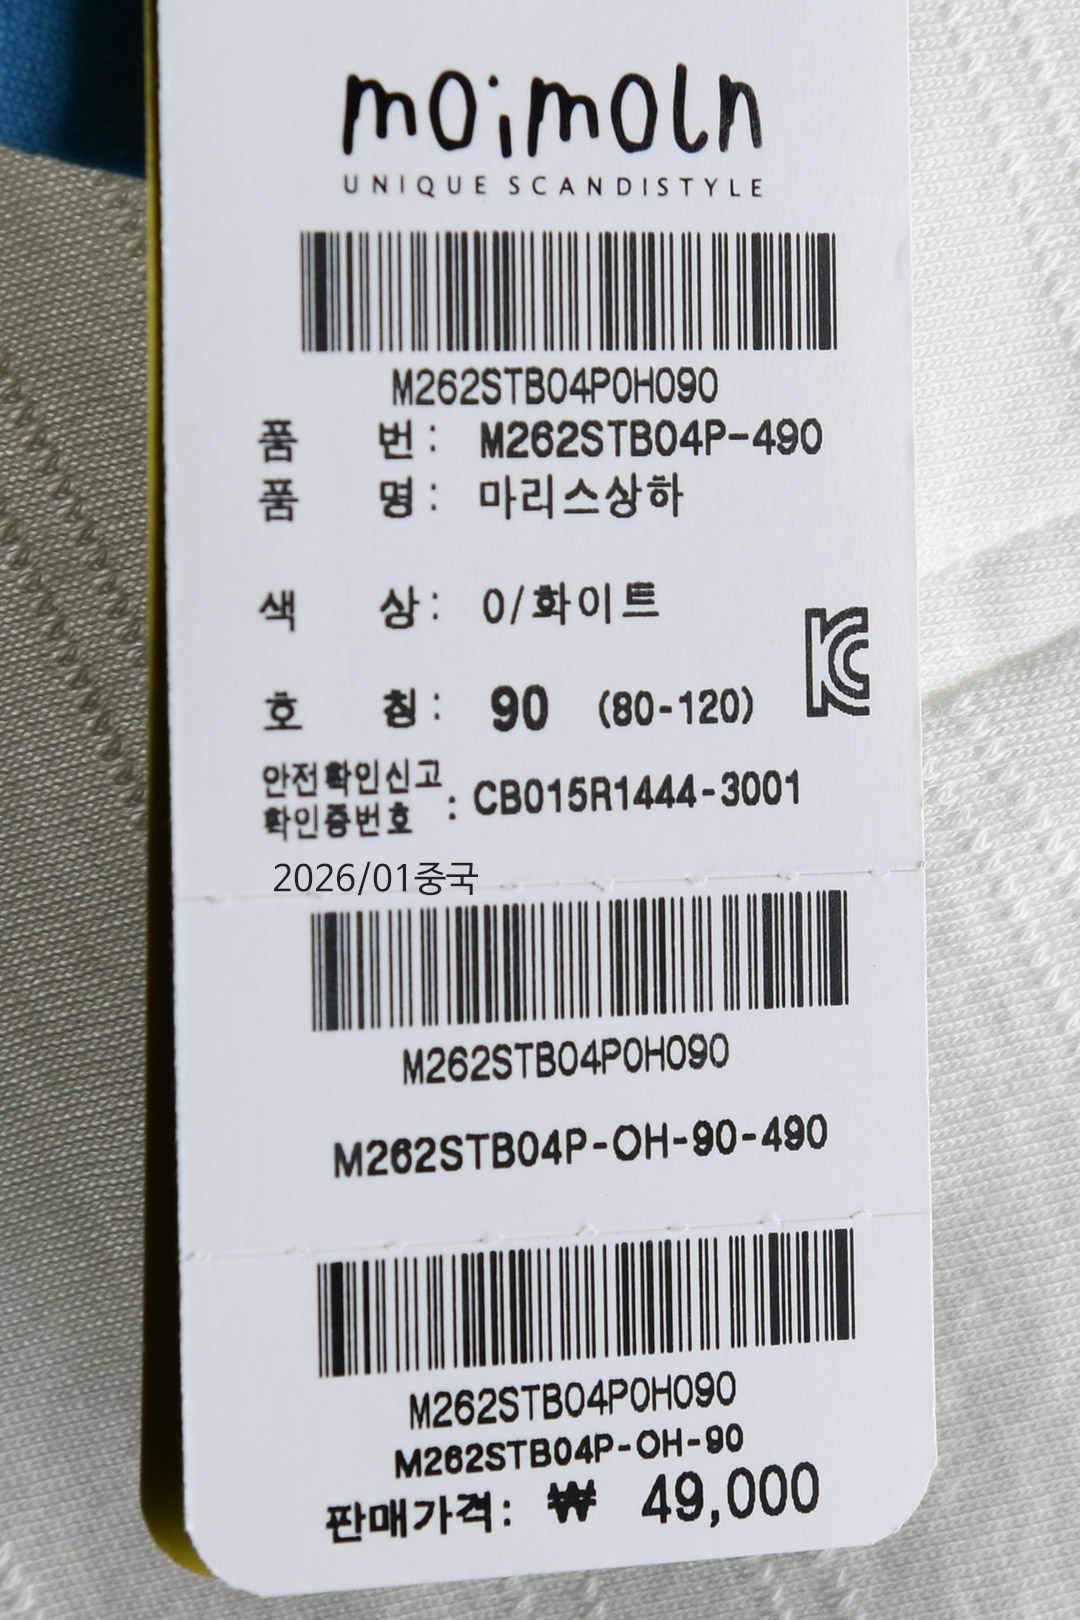 moimoln
UNIQUE SCANDISTYLE
M262STB04P0H090
품 번 : M262STB04P-490
품 명 : 마리스상하
색 상 : 0/화이트
호 칭 : 90 (80-120)
안전확인신고
확인증번호 : CB015R1444-3001
2026/01중국
M262STB04P0H090
M262STB04P-OH-90-490
M262STB04P0H090
M262STB04P-OH-90
판매가격: ₩ 49,000